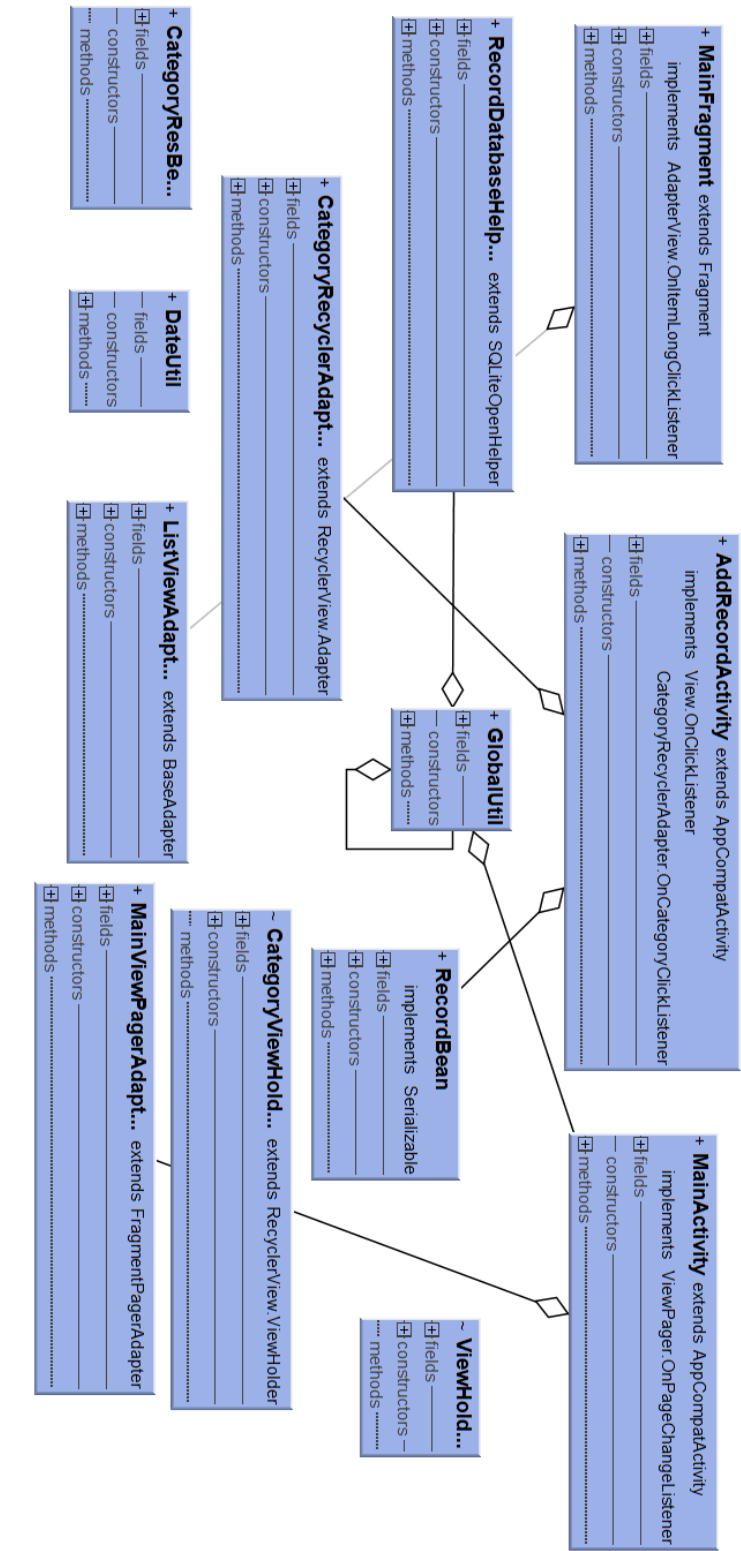 + MainFragment extends Fragment
implements AdapterView.OnItemLongClickListener
+ fields
constructors
+ constructors
+ methods
+ AddRecordActivity extends AppCompatActivity
implements View.OnClickListener
CategoryRecyclerAdapter.OnCategoryClickListener
+ fields
constructors
+ methods
+ MainActivity extends AppCompatActivity
implements ViewPager.OnPageChangeListener
+ fields
constructors
+ methods
+ RecordDatabaseHelp... extends SQLiteOpenHelper
+ fields
+ constructors
+ methods
+ GlobalUtil
+ fields
constructors
+ methods
+ RecordBean
implements Serializable
+ fields
+ constructors
+ methods
~ ViewHold...
+ fields
+ constructors
methods
+ CategoryRecyclerAdapt... extends RecyclerView.Adapter
+ fields
+ constructors
+ methods
~ CategoryViewHold... extends RecyclerView.ViewHolder
+ fields
+ constructors
methods
+ CategoryResBe...
+ fields
constructors
methods
+ DateUtil
fields
constructors
+ methods
+ ListViewAdapt... extends BaseAdapter
+ fields
+ constructors
+ methods
+ MainViewPagerAdapt... extends FragmentPagerAdapter
+ fields
+ constructors
+ methods